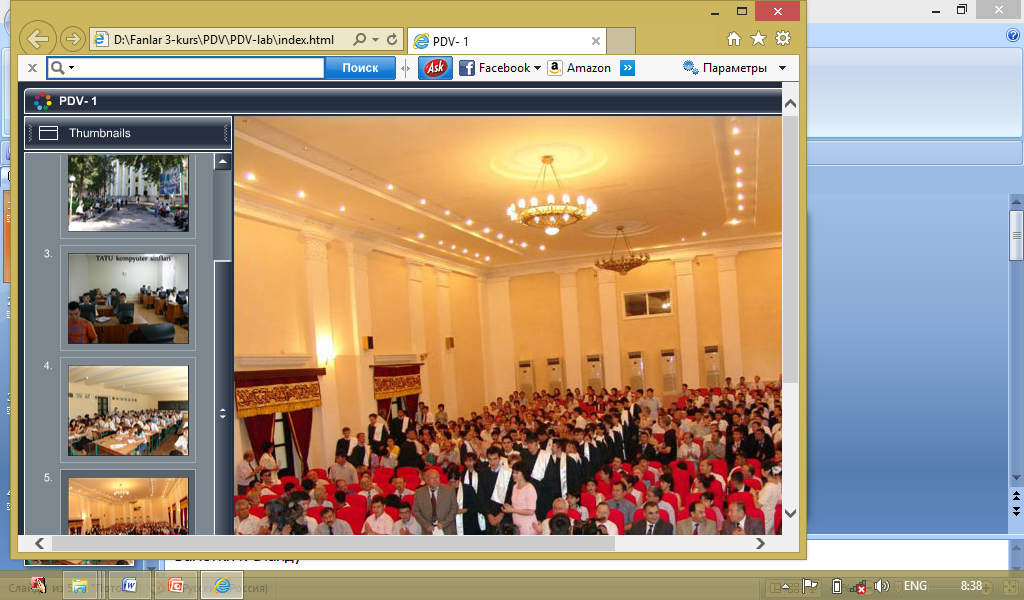 D:\Fanlar 3-kurs\PDV\PDV-lab\index.html
PDV- 1
Поиск
Ask
Facebook
Amazon
Параметры
PDV- 1
Thumbnails
3.
TATU kompyuter sinflari
4.
5.
ENG
8:38